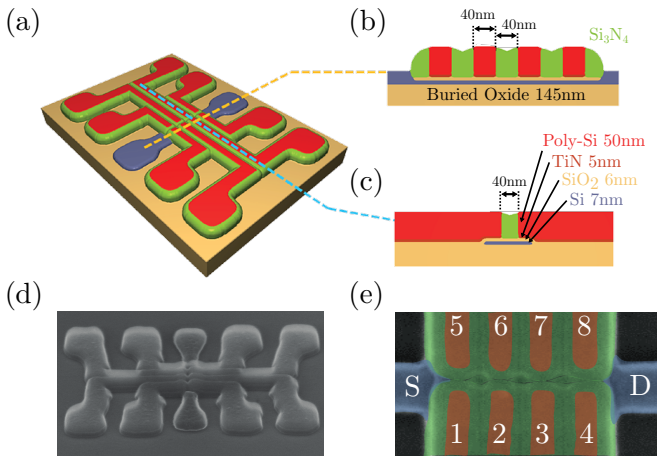 (a)
(b)
40nm 40nm
Si3N4
Buried Oxide 145nm
Poly-Si 50nm
TiN 5nm
SiO2 6nm
Si 7nm
(c)
40nm
(d)
(e)
5 6 7 8
S D
1 2 3 4